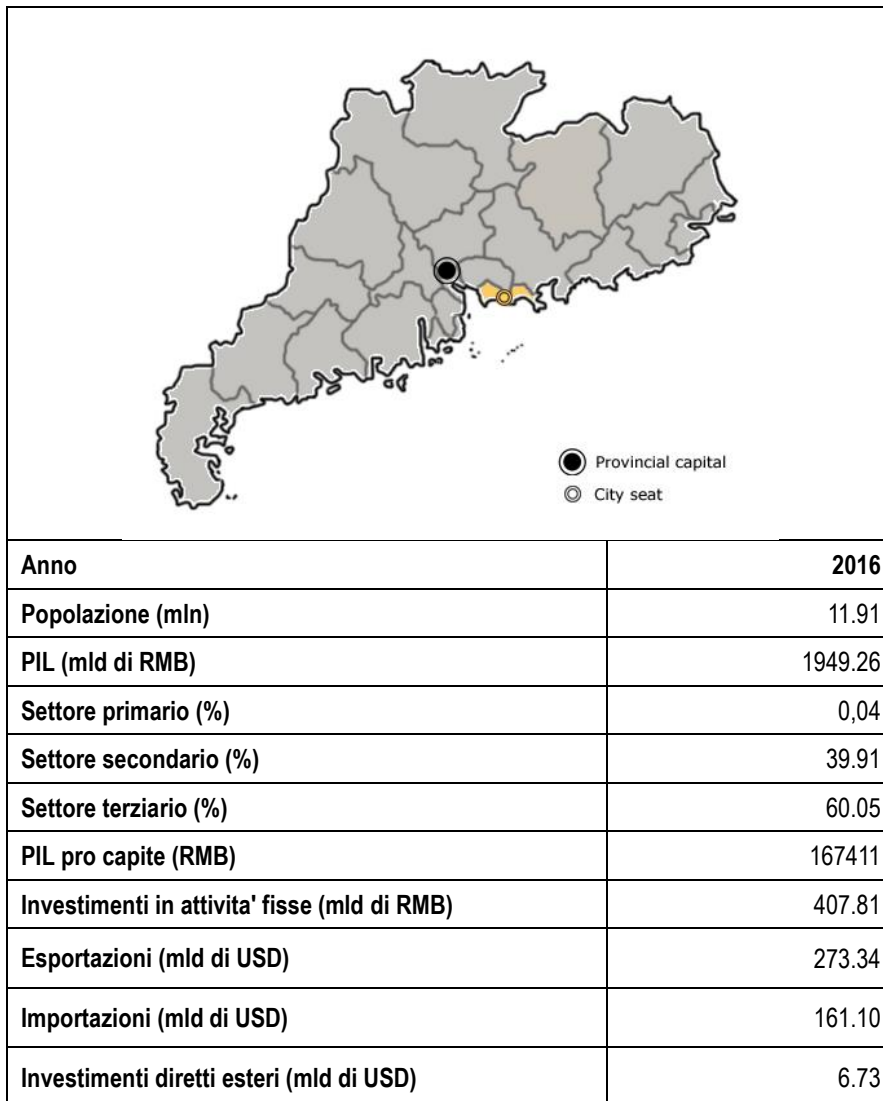 Provincial capital
City seat
Anno 2016
Popolazione (mln) 11.91
PIL (mld di RMB) 1949.26
Settore primario (%) 0,04
Settore secondario (%) 39.91
Settore terziario (%) 60.05
PIL pro capite (RMB) 167411
Investimenti in attivita' fisse (mld di RMB) 407.81
Esportazioni (mld di USD) 273.34
Importazioni (mld di USD) 161.10
Investimenti diretti esteri (mld di USD) 6.73